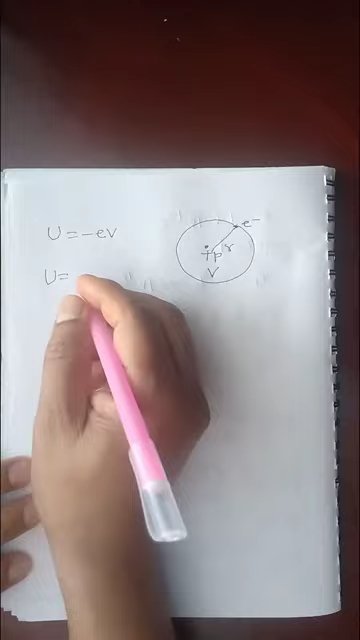 U = -eV
e-
r
+p
V
U =